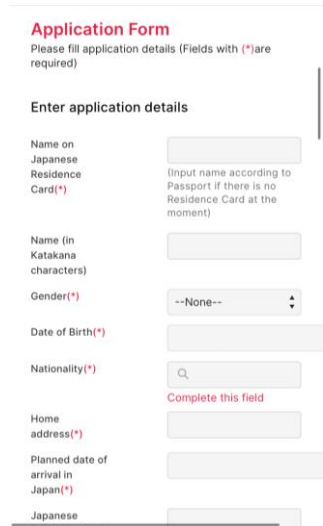 Application Form
Please fill application details (Fields with (*)are
required)
Enter application details
Name on
Japanese
Residence
Card(*)
(Input name according to
Passport if there is no
Residence Card at the
moment)
Name (in
Katakana
characters)
Gender(*)
--None--
Date of Birth(*)
Nationality(*)
Complete this field
Home
address(*)
Planned date of
arrival in
Japan(*)
Japanese